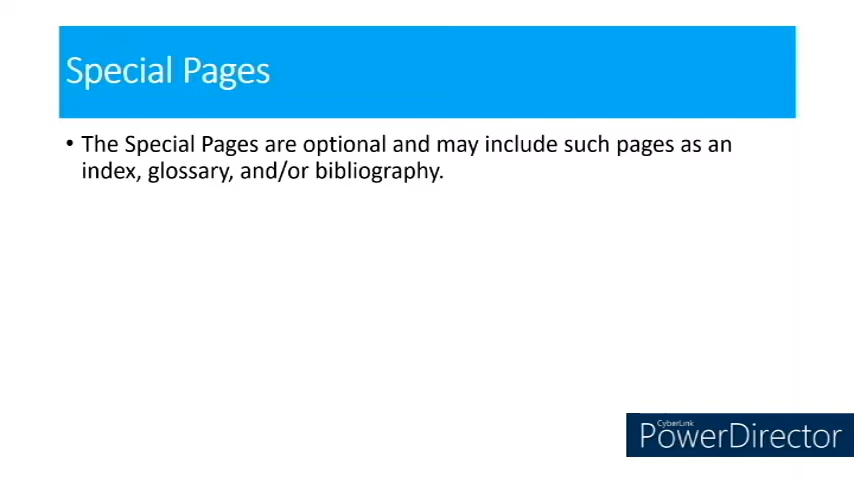 Special Pages
• The Special Pages are optional and may include such pages as an
index, glossary, and/or bibliography.
CyberLink
PowerDirector